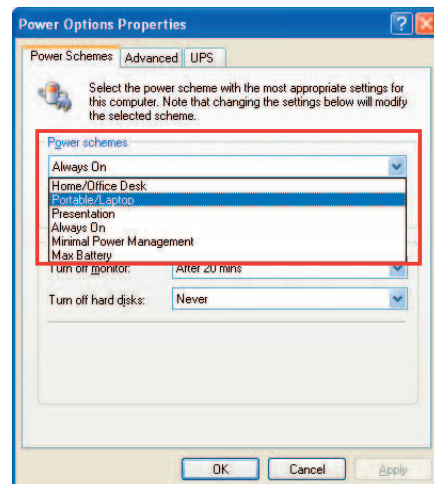 Power Options Properties
Power Schemes Advanced UPS
Select the power scheme with the most appropriate settings for
this computer. Note that changing the settings below will modify
the selected scheme.
Power schemes
Always On
Home/Office Desk
Portable/Laptop
Presentation
Always On
Minimal Power Management
Max Battery
Turn off monitor: After 20 mins
Turn off hard disks: Never
OK Cancel Apply